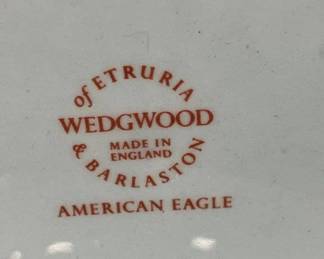 of ETRURIA
WEDGWOOD
MADE IN
ENGLAND
& BARLASTON
AMERICAN EAGLE